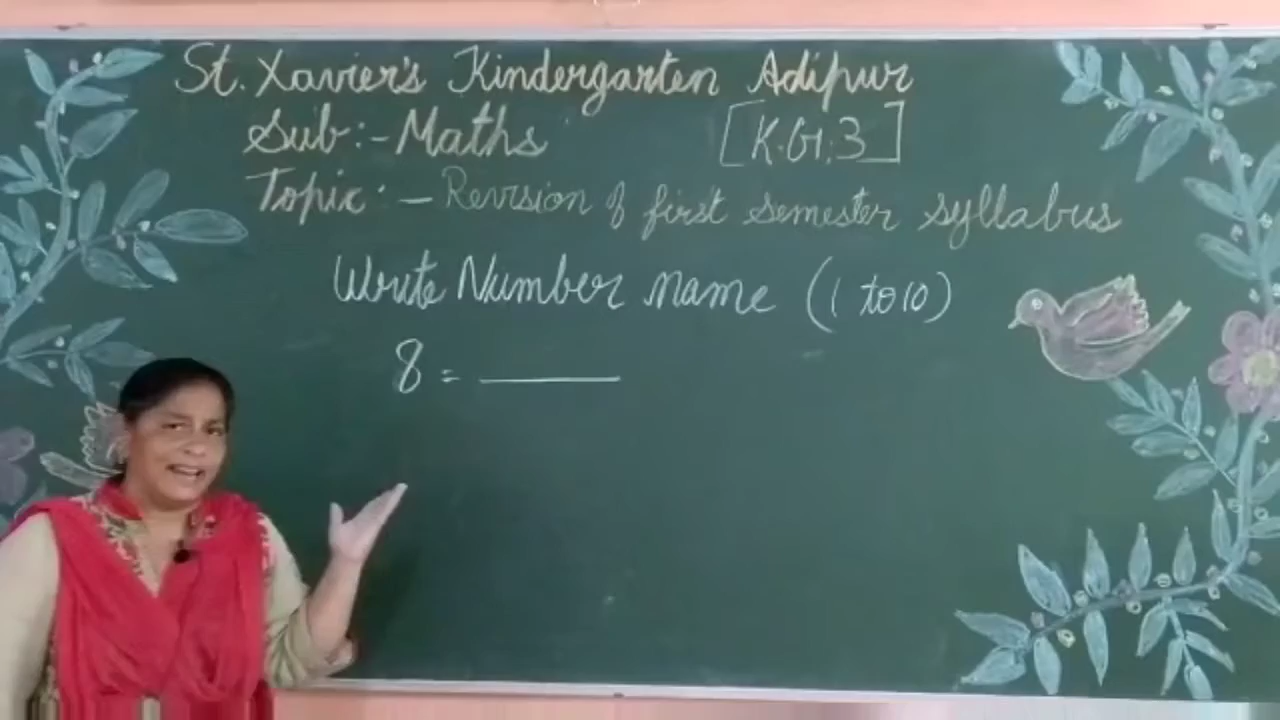 St. Xavier's Kindergarten Adipur
Sub:- Maths [K.G.3]
Topic:- Revision of first semester syllabus
Write Number name (1 to 10)
8 = ______